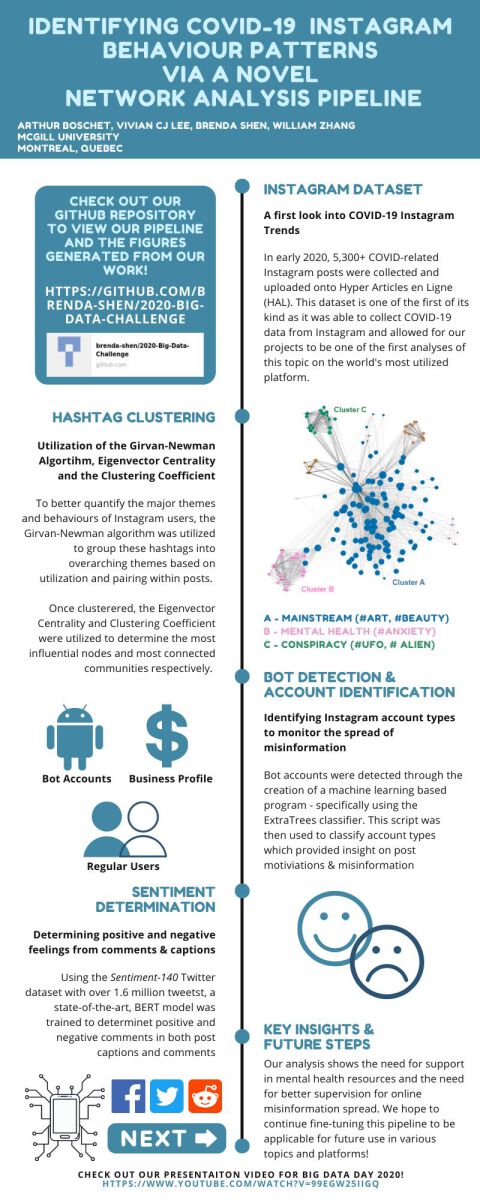 IDENTIFYING COVID-19 INSTAGRAM
BEHAVIOUR PATTERNS
VIA A NOVEL
NETWORK ANALYSIS PIPELINE
ARTHUR BOSCHET, VIVIAN CJ LEE, BRENDA SHEN, WILLIAM ZHANG
MCGILL UNIVERSITY
MONTREAL, QUEBEC
CHECK OUT OUR
GITHUB REPOSITORY
TO VIEW OUR PIPELINE
AND THE FIGURES
GENERATED FROM OUR
WORK!
HTTPS://GITHUB.COM/B
RENDA-SHEN/2020-BIG-
DATA-CHALLENGE
brenda-shen/2020-Big-Data-
Challenge
github.com
INSTAGRAM DATASET
A first look into COVID-19 Instagram
Trends
In early 2020, 5,300+ COVID-related
Instagram posts were collected and
uploaded onto Hyper Articles en Ligne
(HAL). This dataset is one of the first of its
kind as it was able to collect COVID-19
data from Instagram and allowed for our
projects to be one of the first analyses of
this topic on the world's most utilized
platform.
HASHTAG CLUSTERING
Utilization of the Girvan-Newman
Algortihm, Eigenvector Centrality
and the Clustering Coefficient
To better quantify the major themes
and behaviours of Instagram users, the
Girvan-Newman algorithm was utilized
to group these hashtags into
overarching themes based on
utilization and pairing within posts.
Once clusterered, the Eigenvector
Centrality and Clustering Coefficient
were utilized to determine the most
influential nodes and most connected
communities respectively.
Cluster C
Cluster B
Cluster A
A - MAINSTREAM (#ART, #BEAUTY)
B - MENTAL HEALTH (#ANXIETY)
C - CONSPIRACY (#UFO, # ALIEN)
BOT DETECTION &
ACCOUNT IDENTIFICATION
Identifying Instagram account types
to monitor the spread of
misinformation
Bot accounts were detected through the
creation of a machine learning based
program - specifically using the
ExtraTrees classifier. This script was
then used to classify account types
which provided insight on post
motiviations & misinformation
Bot Accounts
Business Profile
Regular Users
SENTIMENT
DETERMINATION
Determining positive and negative
feelings from comments & captions
Using the Sentiment-140 Twitter
dataset with over 1.6 million tweetst, a
state-of-the-art, BERT model was
trained to determinet positive and
negative comments in both post
captions and comments
KEY INSIGHTS &
FUTURE STEPS
Our analysis shows the need for support
in mental health resources and the need
for better supervision for online
misinformation spread. We hope to
continue fine-tuning this pipeline to be
applicable for future use in various
topics and platforms!
NEXT
CHECK OUT OUR PRESENTAITON VIDEO FOR BIG DATA DAY 2020!
HTTPS://WWW.YOUTUBE.COM/WATCH?V=99EGW25IIGQ